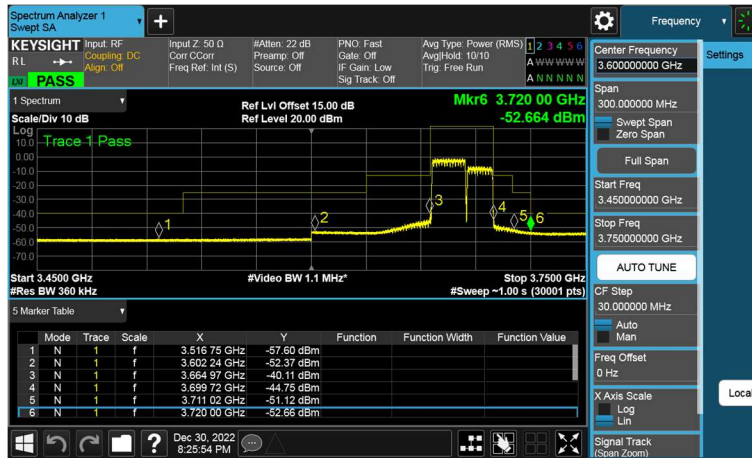 Spectrum Analyzer 1
Swept SA
Frequency
KEYSIGHT
RL
LXI
PASS
Input: RF
Coupling: DC
Align: Off
Input Z: 50 Ω
Corr CCorr
Freq Ref: Int (S)
#Atten: 22 dB
Preamp: Off
Source: Off
PNO: Fast
Gate: Off
IF Gain: Low
Sig Track: Off
Avg Type: Power (RMS)
Avg|Hold: 10/10
Trig: Free Run
1 2 3 4 5 6
A W W W W W
A N N N N N
1 Spectrum
Scale/Div 10 dB
Ref Lvl Offset 15.00 dB
Ref Level 20.00 dBm
Mkr6 3.720 00 GHz
-52.664 dBm
Log
Trace 1 Pass
10.0
0.00
-10.0
-20.0
-30.0
-40.0
-50.0
-60.0
-70.0
1
2
3
4
5
6
Start 3.4500 GHz
#Res BW 360 kHz
#Video BW 1.1 MHz*
Stop 3.7500 GHz
#Sweep ~1.00 s (30001 pts)
5 Marker Table
Mode Trace Scale X Y Function Function Width Function Value
1 N 1 f 3.516 75 GHz -57.60 dBm
2 N 1 f 3.602 24 GHz -52.37 dBm
3 N 1 f 3.664 97 GHz -40.11 dBm
4 N 1 f 3.699 72 GHz -44.75 dBm
5 N 1 f 3.711 02 GHz -51.12 dBm
6 N 1 f 3.720 00 GHz -52.66 dBm
?
Dec 30, 2022
8:25:54 PM
Center Frequency
3.600000000 GHz
Settings
Span
300.000000 MHz
Swept Span
Zero Span
Full Span
Start Freq
3.450000000 GHz
Stop Freq
3.750000000 GHz
AUTO TUNE
CF Step
30.000000 MHz
Auto
Man
Freq Offset
0 Hz
X Axis Scale
Log
Lin
Local
Signal Track
(Span Zoom)